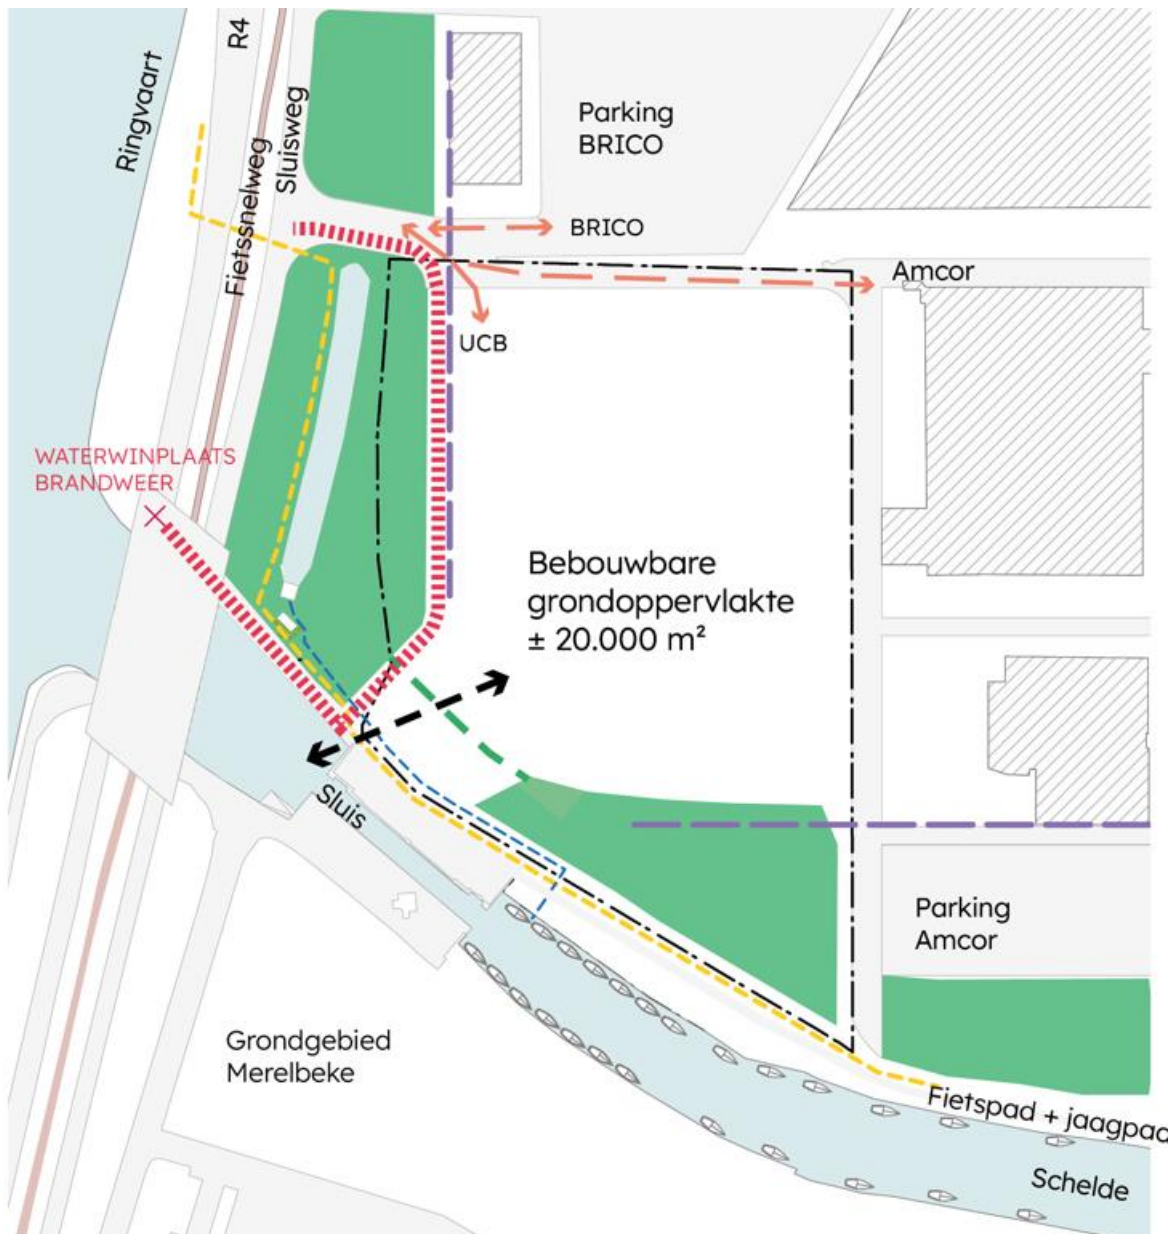 R4
Ringvaart
Sluisweg
Fietssnelweg
Parking
BRICO
BRICO
Amcor
UCB
WATERWINPLAATS
BRANDWEER
Bebouwbare
grondoppervlakte
± 20.000 m²
Sluis
Parking
Amcor
Grondgebied
Merelbeke
Fietspad + jaagpad
Schelde